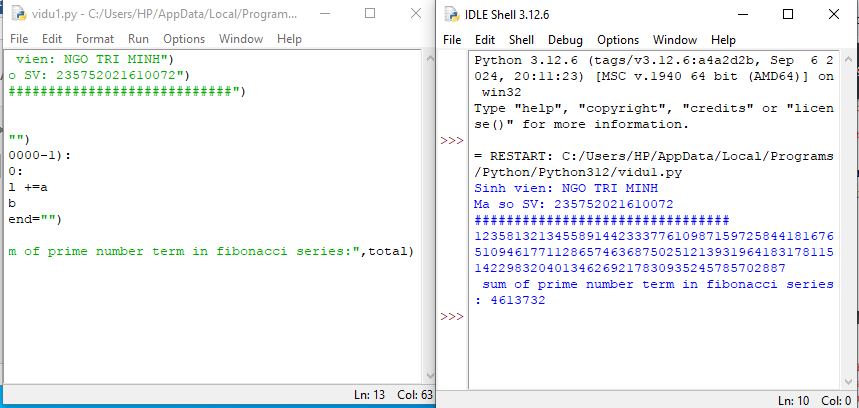 vidu1.py - C:/Users/HP/AppData/Local/Program...
File Edit Format Run Options Window Help
vien: NGO TRI MINH")
o SV: 235752021610072")
############################")
"")
0000-1):
0:
l +=a
b
end="")
m of prime number term in fibonacci series:",total)
Ln: 13 Col: 63
IDLE Shell 3.12.6
File Edit Shell Debug Options Window Help
Python 3.12.6 (tags/v3.12.6:a4a2d2b, Sep 6 2
024, 20:11:23) [MSC v.1940 64 bit (AMD64)] on
win32
Type "help", "copyright", "credits" or "licen
se()" for more information.
>>>
= RESTART: C:/Users/HP/AppData/Local/Programs
/Python/Python312/vidu1.py
Sinh vien: NGO TRI MINH
Ma so SV: 235752021610072
################################
123581321345589144233377610987159725844181676
510946177112865746368750251213931964183178115
142298320401346269217830935245785702887
sum of prime number term in fibonacci series
: 4613732
>>>
Ln: 10 Col: 0